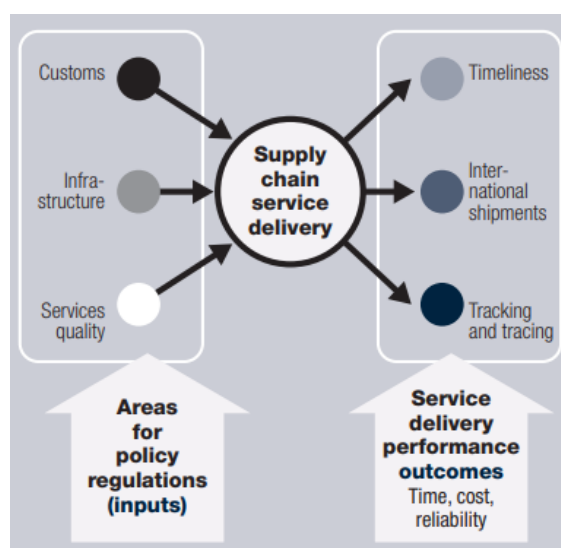 Customs
Infra-
structure
Services
quality
Supply
chain
service
delivery
Timeliness
Inter-
national
shipments
Tracking
and tracing
Areas
for
policy
regulations
(inputs)
Service
delivery
performance
outcomes
Time, cost,
reliability